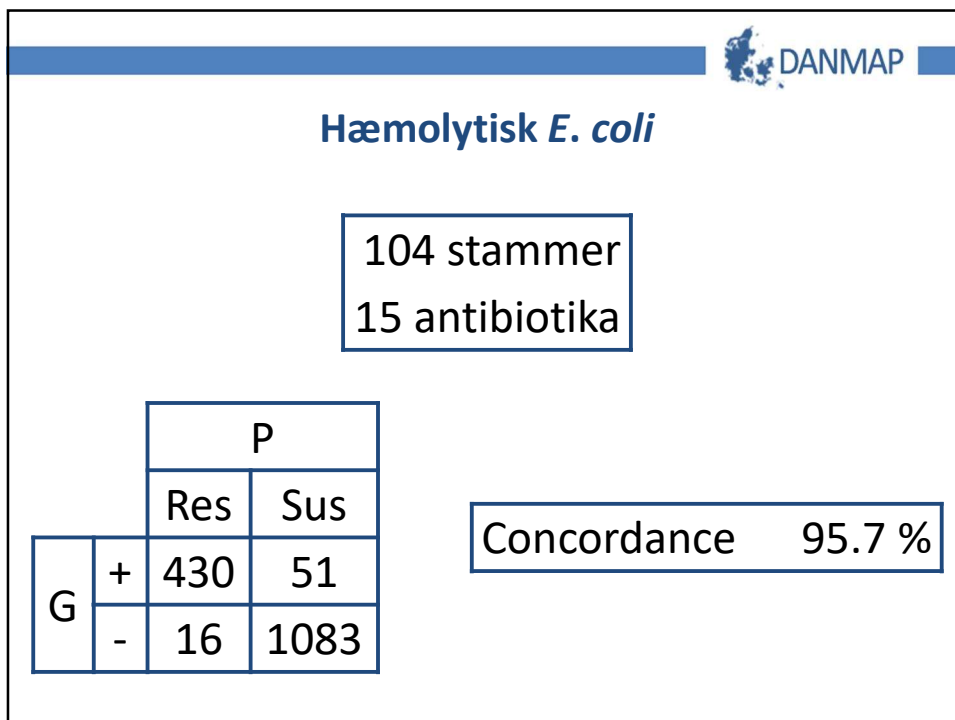 DANMAP
Hæmolytisk E. coli
104 stammer
15 antibiotika
P
Res Sus
G + 430 51
- 16 1083
Concordance 95.7 %